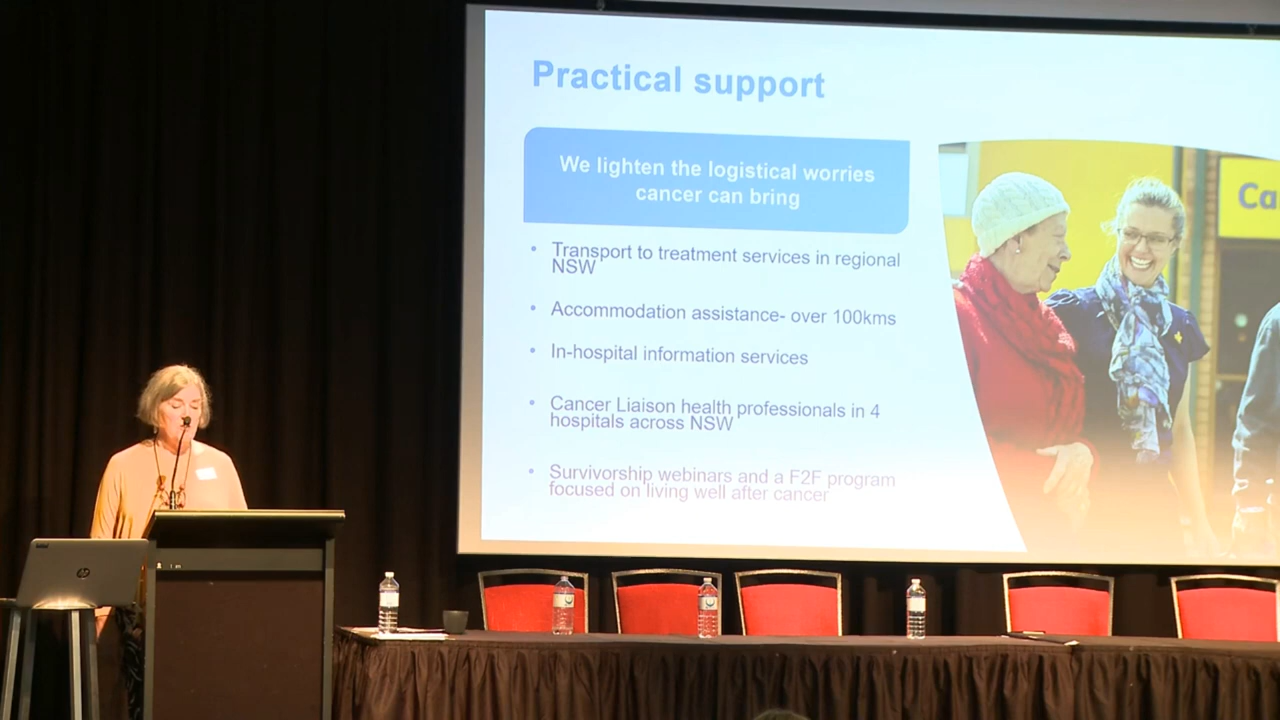 Practical support
We lighten the logistical worries
cancer can bring
• Transport to treatment services in regional
NSW
• Accommodation assistance- over 100kms
• In-hospital information services
• Cancer Liaison health professionals in 4
hospitals across NSW
• Survivorship webinars and a F2F program
focused on living well after cancer
Ca
hp